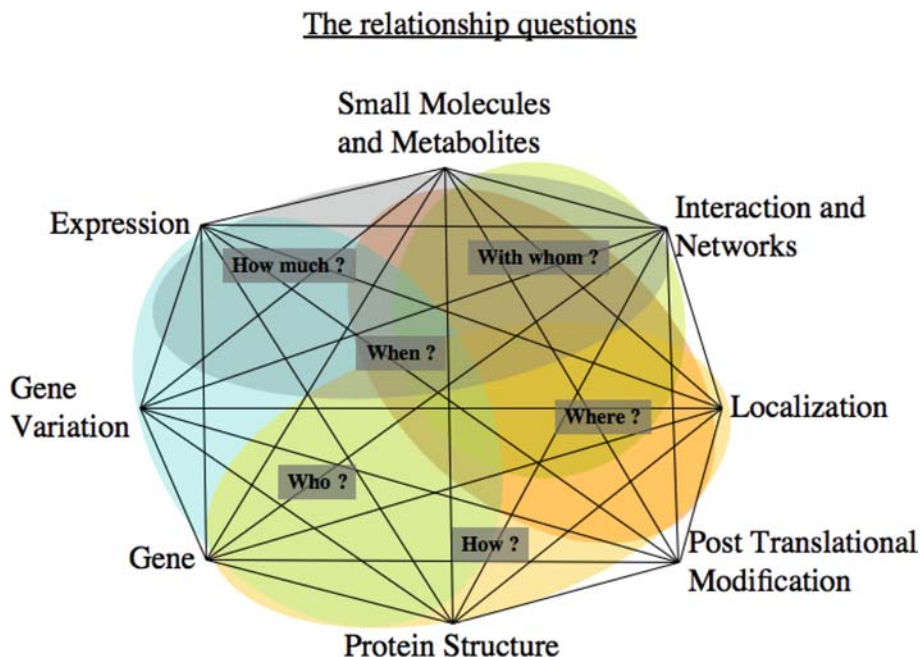 The relationship questions
Small Molecules
and Metabolites
Expression
Interaction and
Networks
How much ?
With whom ?
When ?
Gene
Variation
Where ?
Localization
Who ?
How ?
Gene
Post Translational
Modification
Protein Structure